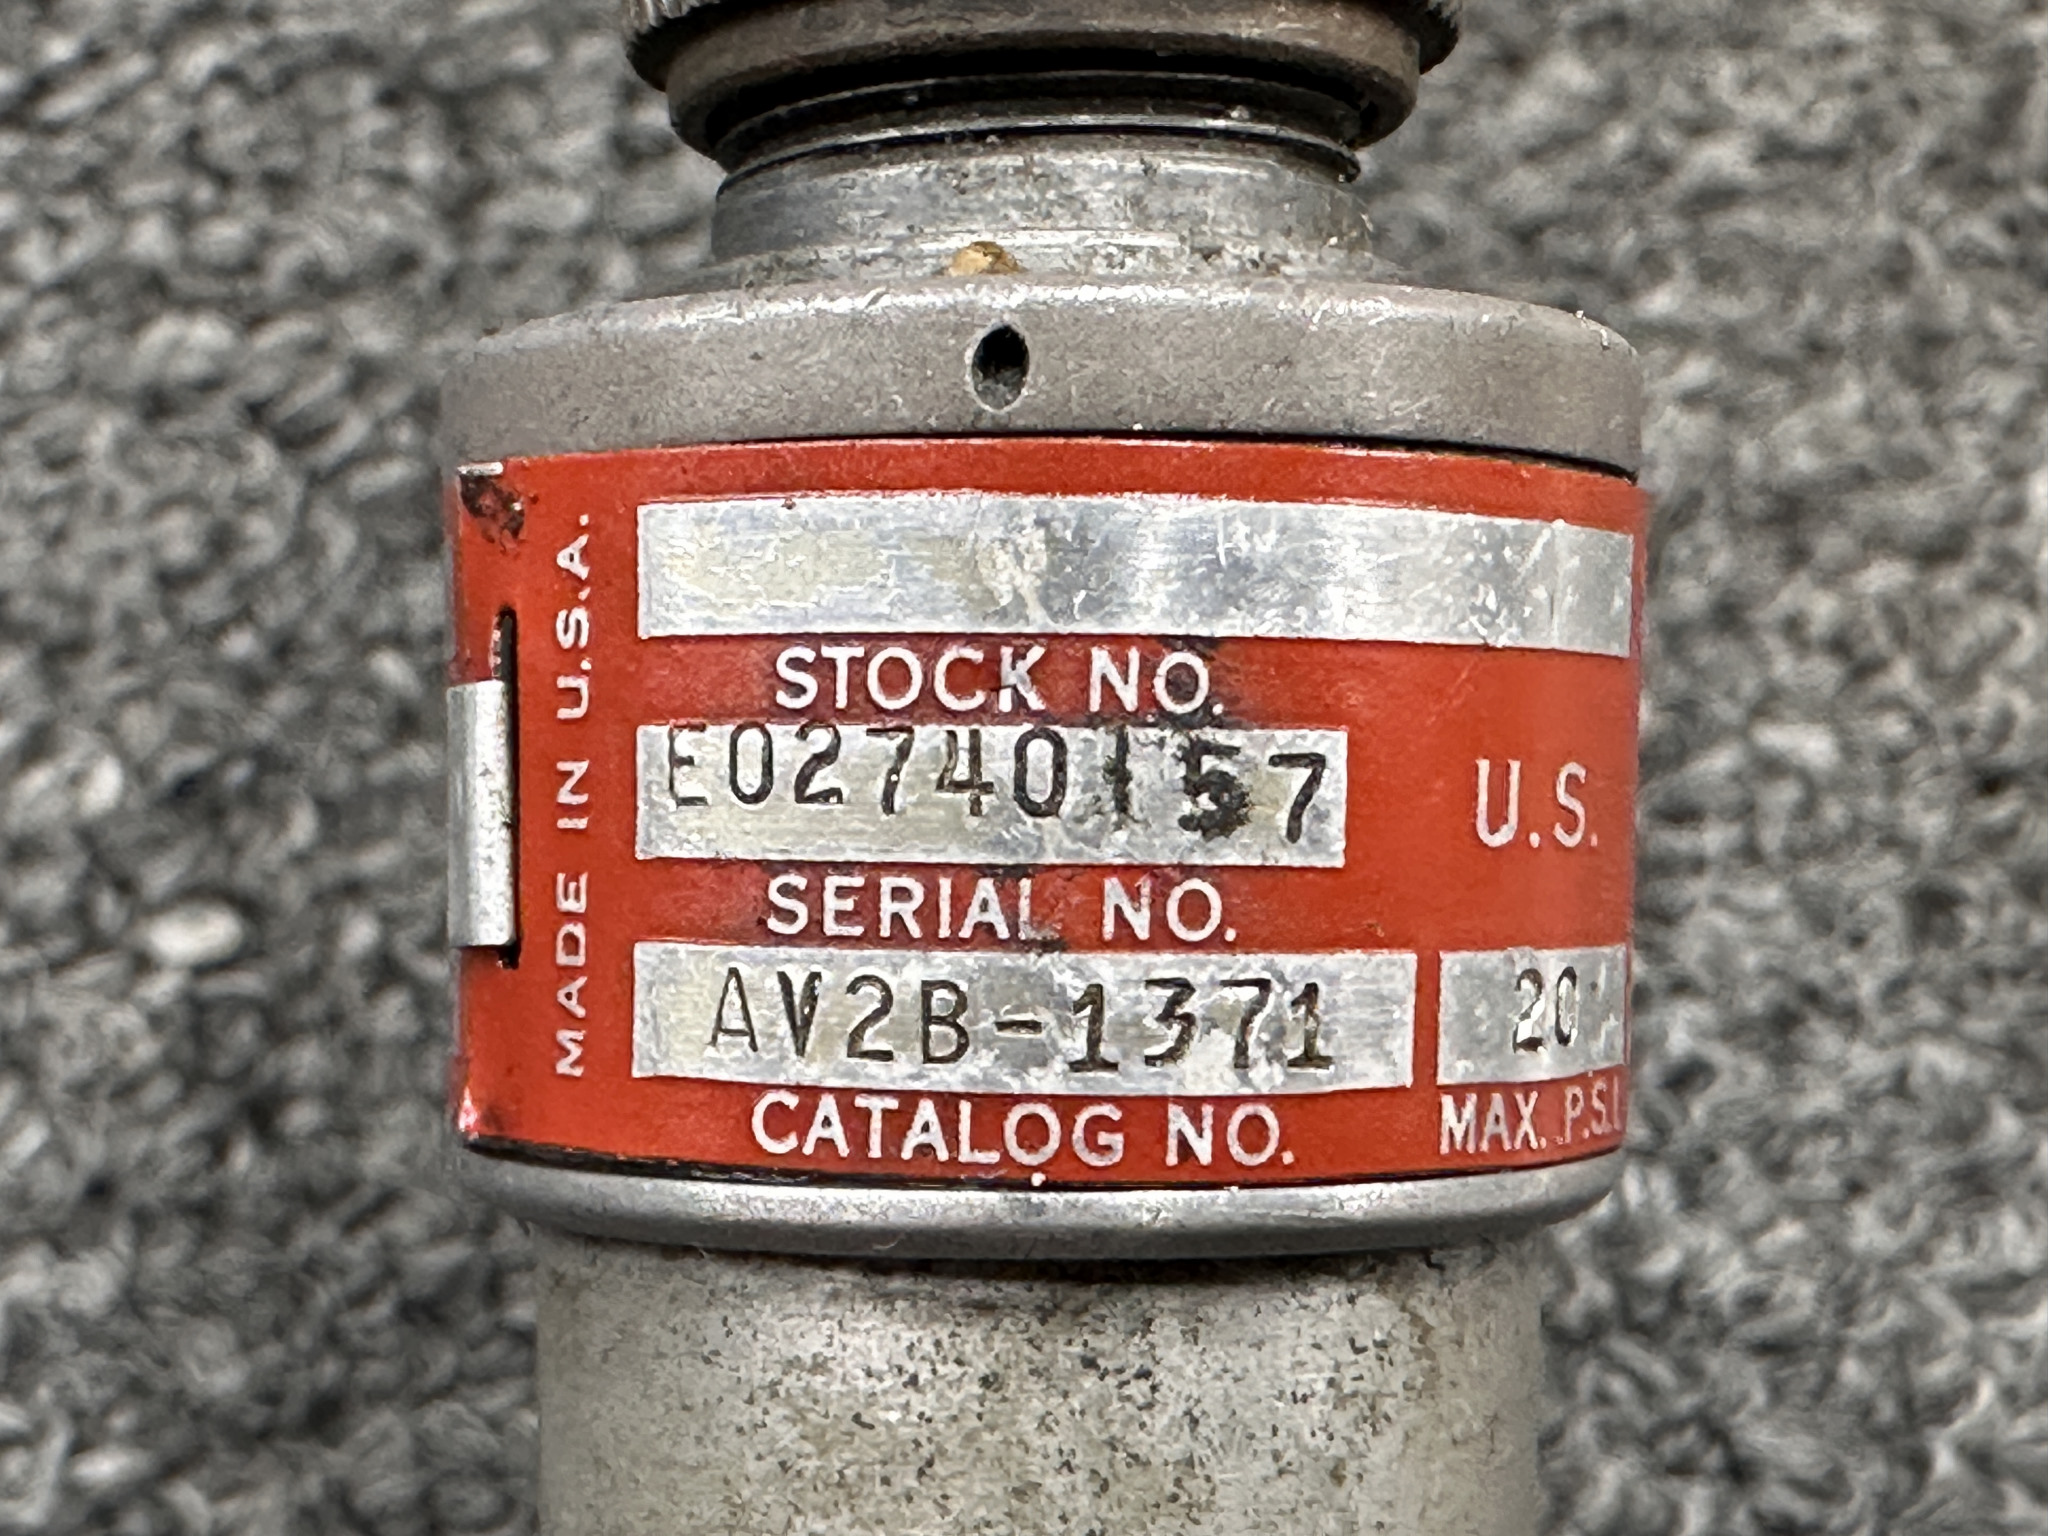 MADE IN U.S.A.
STOCK NO.
E02740157
SERIAL NO.
U.S.
AV2B-1371
CATALOG NO.
20
MAX. P.S.I.